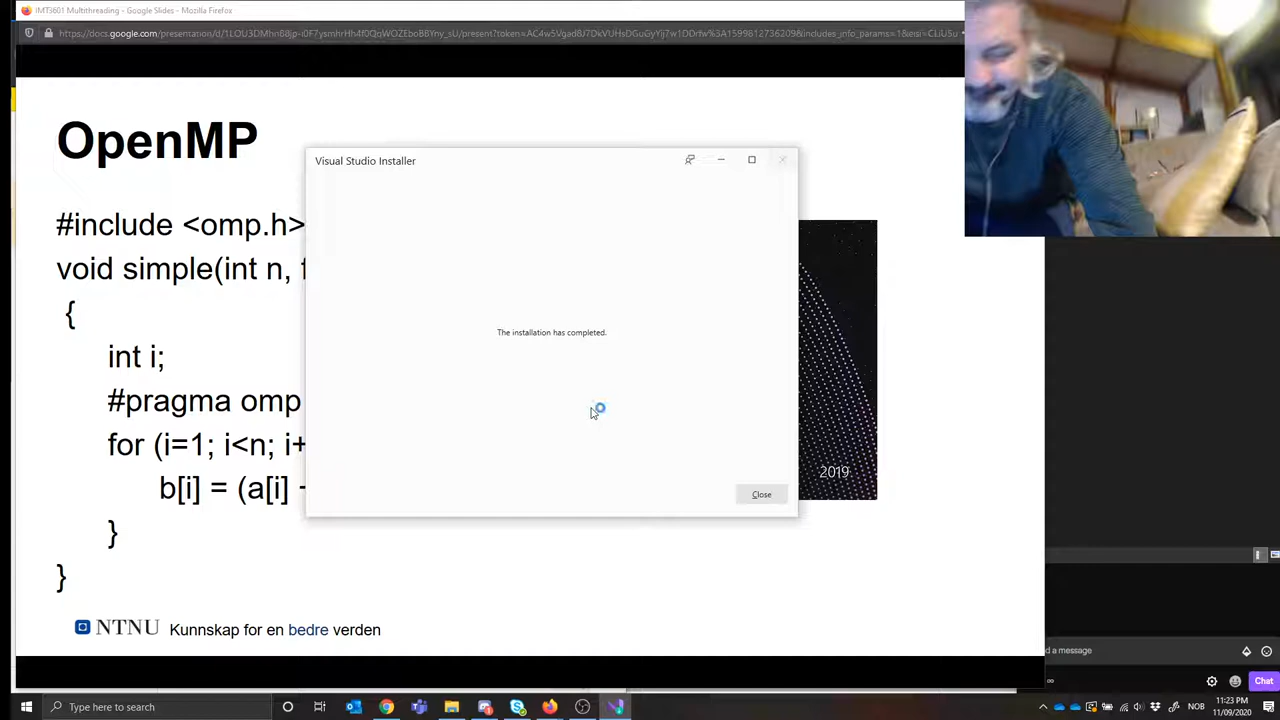 IMT3601 Multithreading - Google Slides - Mozilla Firefox
OpenMP
#include <omp.h>
void simple(int n, f
{
int i;
#pragma omp
for (i=1; i<n; i+
b[i] = (a[i] -
}
}
NTNU Kunnskap for en bedre verden
Visual Studio Installer
The installation has completed.
Close
2019
d a message
Chat
Type here to search
NOB
11:23 PM
11/09/2020